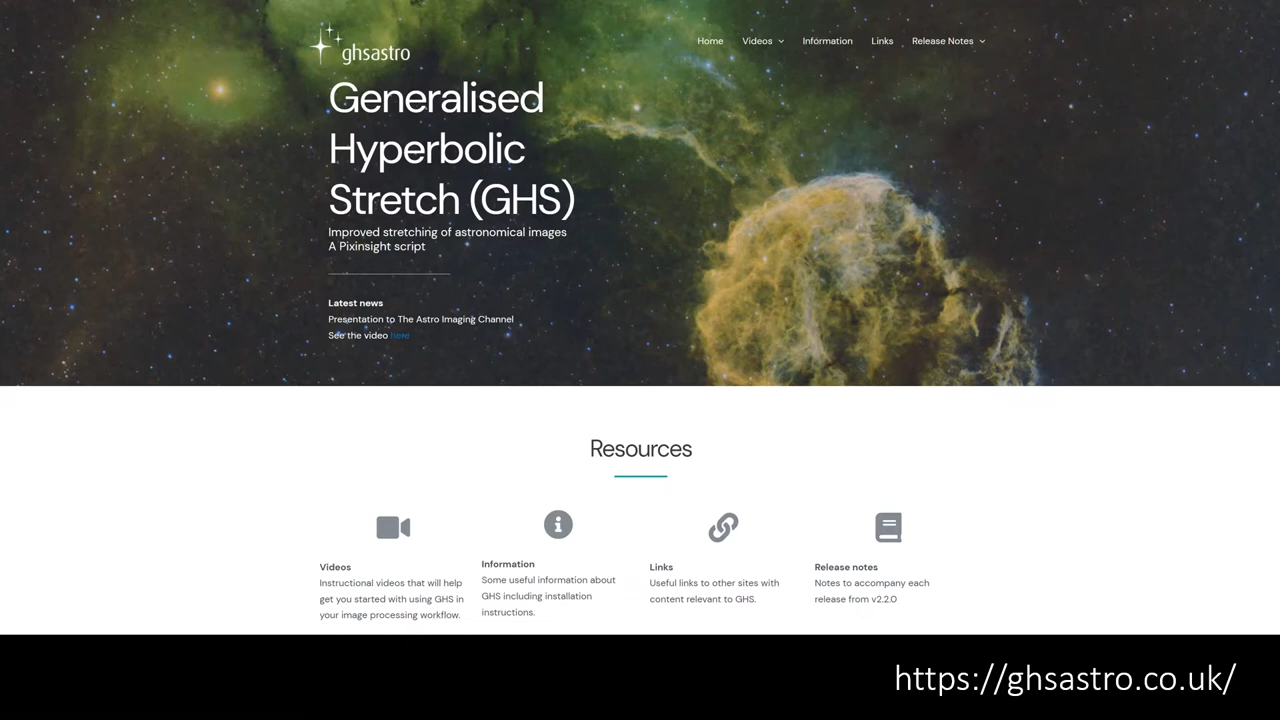 ghsastro
Home Videos Information Links Release Notes
Generalised
Hyperbolic
Stretch (GHS)
Improved stretching of astronomical images
A Pixinsight script
Latest news
Presentation to The Astro Imaging Channel
See the video here
Resources
Videos
Instructional videos that will help
get you started with using GHS in
your image processing workflow.
Information
Some useful information about
GHS including installation
instructions.
Links
Useful links to other sites with
content relevant to GHS.
Release notes
Notes to accompany each
release from v2.2.0
https://ghsastro.co.uk/